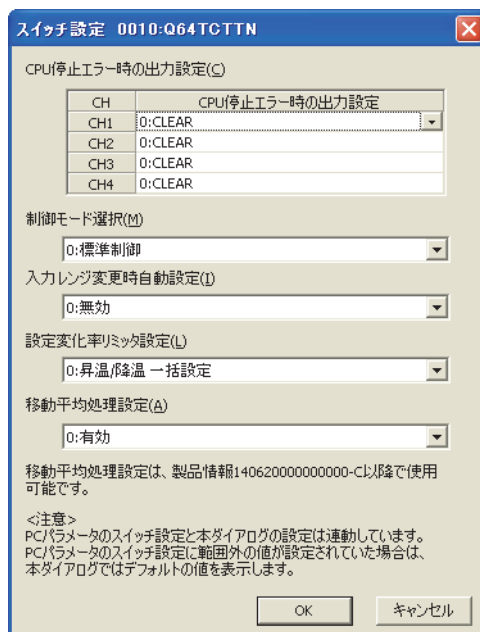 スイッチ設定 0010:Q64TCTTN
CPU停止エラー時の出力設定(C)
CH CPU停止エラー時の出力設定
CH1 0:CLEAR
CH2 0:CLEAR
CH3 0:CLEAR
CH4 0:CLEAR
制御モード選択(M)
0:標準制御
入力レンジ変更時自動設定(I)
0:無効
設定変化率リミッタ設定(L)
0:昇温/降温 一括設定
移動平均処理設定(A)
0:有効
移動平均処理設定は、製品情報140620000000000-C以降で使用
可能です。
<注意>
PCパラメータのスイッチ設定と本ダイアログの設定は連動しています。
PCパラメータのスイッチ設定に範囲外の値が設定されていた場合は、
本ダイアログではデフォルトの値を表示します。
OK キャンセル